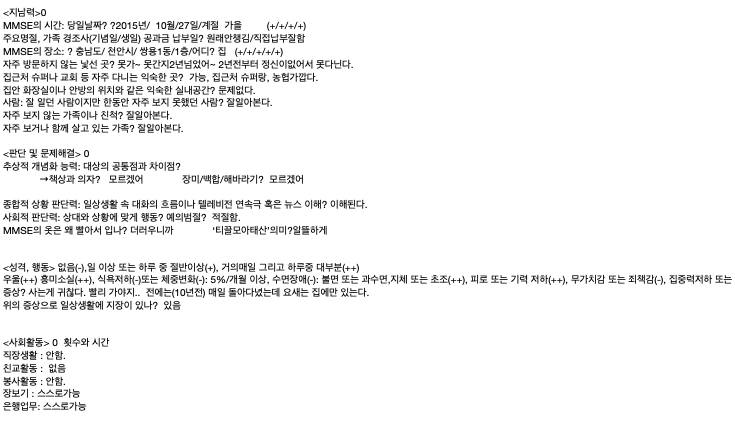 <지남력>0
MMSE의 시간: 당일날짜? ?2015년/  10월/27일/계절  가을          (+/+/+/+)
주요명절, 가족 경조사(기념일/생일) 공과금 납부일?  원래안챙김/직접납부잘함
MMSE의 장소: ? 충남도/ 천안시/ 쌍용1동/1층/어디?  집   (+/+/+/+/+)
자주 방문하지 않는 낯선 곳? 못가~ 못간지2년넘었어~ 2년전부터 정신이없어서 못다닌다.
집근처 슈퍼나 교회 등 자주 다니는 익숙한 곳?  가능, 집근처 슈퍼랑, 농협가깝다.
집안 화장실이나 안방의 위치와 같은 익숙한 실내공간? 문제없다.
사람: 잘 알던 사람이지만 한동안 자주 보지 못했던 사람? 잘알아본다.
자주 보지 않는 가족이나 친척? 잘알아본다.
자주 보거나 함께 살고 있는 가족? 잘알아본다.
<판단 및 문제해결> 0
추상적 개념화 능력: 대상의 공통점과 차이점?
→책상과 의자?   모르겠어               장미/백합/해바라기?  모르겠어
종합적 상황 판단력: 일상생활 속 대화의 흐름이나 텔레비전 연속극 혹은 뉴스 이해? 이해된다.
사회적 판단력: 상대와 상황에 맞게 행동? 예의범절?  적절함.
MMSE의 옷은 왜 빨아서 입나? 더러우니까               ‘티끌모아태산’의미?알뜰하게
<성격, 행동> 없음(-),일 이상 또는 하루 중 절반이상(+), 거의매일 그리고 하루중 대부분(++)
우울(++) 흥미소실(++), 식욕저하(-)또는 체중변화(-): 5%/개월 이상, 수면장애(-): 불면 또는 과수면,지체 또는 초조(++), 피로 또는 기력 저하(++), 무가치감 또는 죄책감(-), 집중력저하 또는
증상? 사는게 귀찮다. 빨리 가야지..  전에는(10년전) 매일 돌아다녔는데 요새는 집에만 있는다.
위의 증상으로 일상생활에 지장이 있나?  있음
<사회활동> 0  횟수와 시간
직장생활 : 안함.
친교활동 :  없음
봉사활동 : 안함.
장보기 : 스스로가능
은행업무: 스스로가능